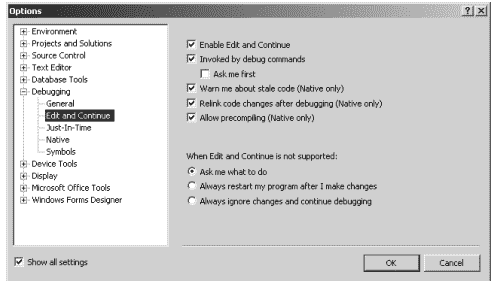 Options
Environment
Projects and Solutions
Source Control
Text Editor
Database Tools
Debugging
General
Edit and Continue
Just-In-Time
Native
Symbols
Device Tools
Display
Microsoft Office Tools
Windows Forms Designer
Show all settings
Enable Edit and Continue
Invoked by debug commands
Ask me first
Warn me about stale code (Native only)
Relink code changes after debugging (Native only)
Allow precompiling (Native only)
When Edit and Continue is not supported:
Ask me what to do
Always restart my program after I make changes
Always ignore changes and continue debugging
OK
Cancel